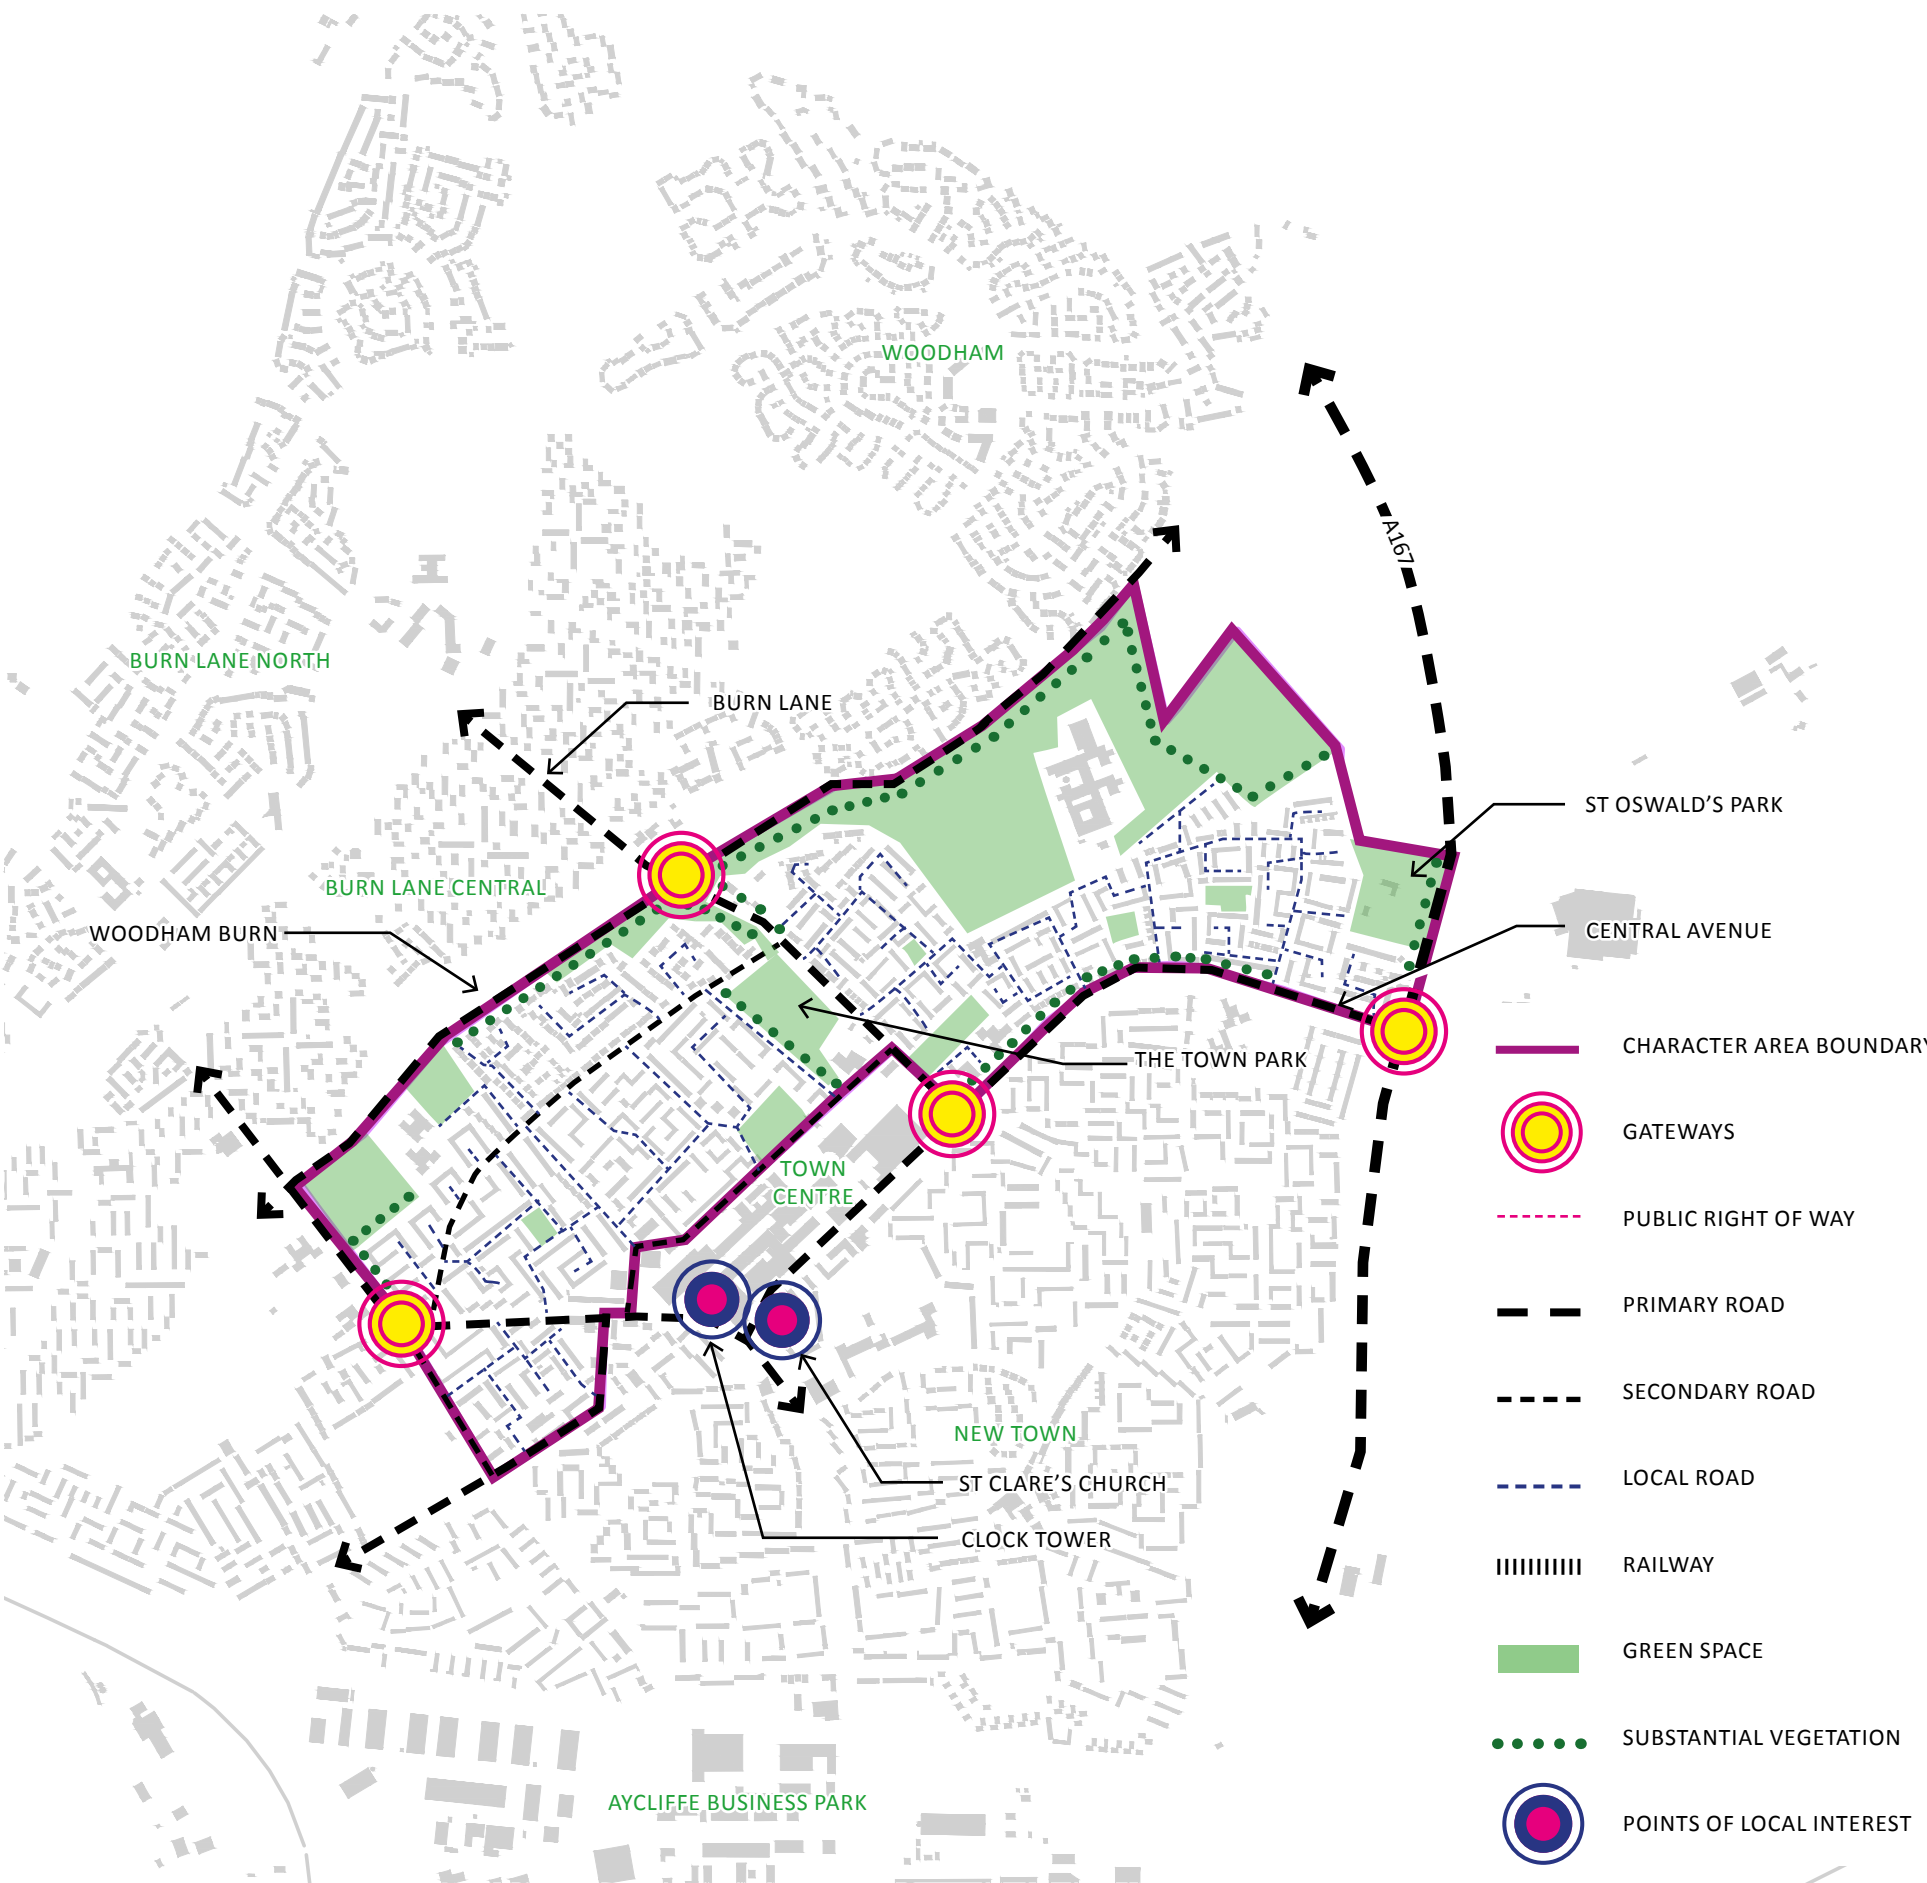 WOODHAM
A167
BURN LANE NORTH
BURN LANE
ST OSWALD'S PARK
BURN LANE CENTRAL
WOODHAM BURN
CENTRAL AVENUE
THE TOWN PARK
TOWN
CENTRE
NEW TOWN
ST CLARE'S CHURCH
CLOCK TOWER
AYCLIFFE BUSINESS PARK
CHARACTER AREA BOUNDARY
GATEWAYS
PUBLIC RIGHT OF WAY
PRIMARY ROAD
SECONDARY ROAD
LOCAL ROAD
RAILWAY
GREEN SPACE
SUBSTANTIAL VEGETATION
POINTS OF LOCAL INTEREST